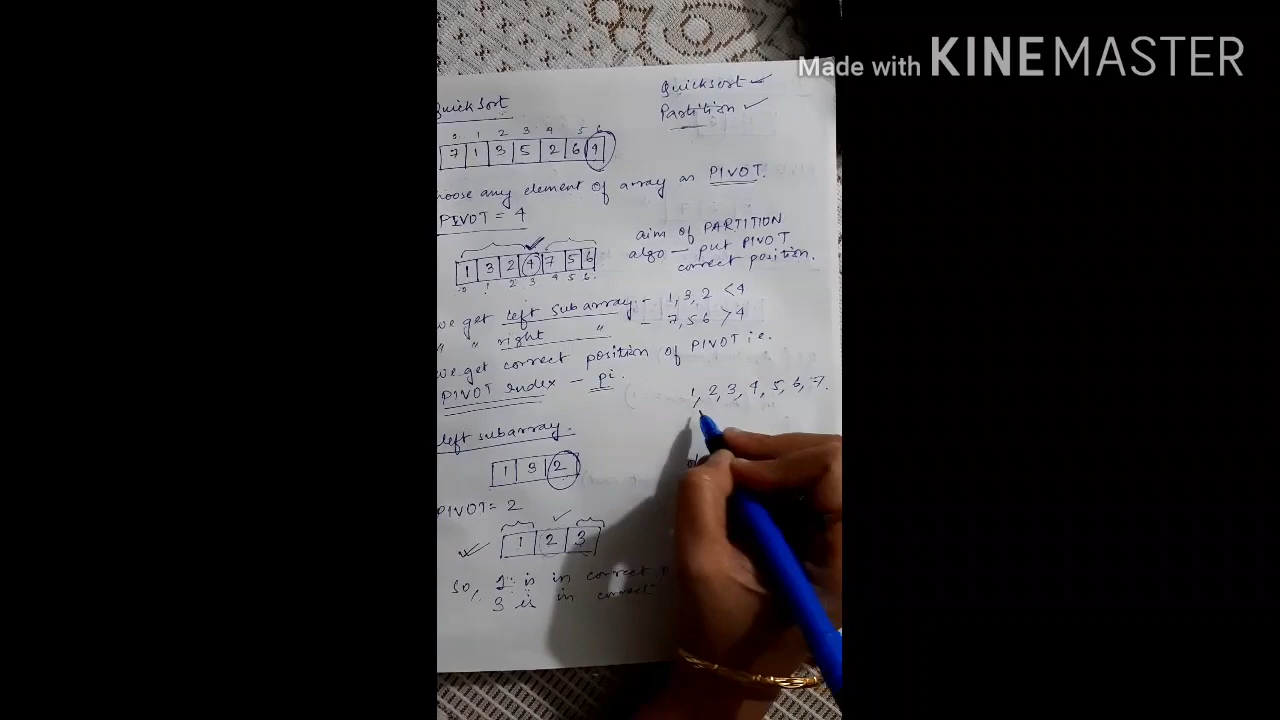 Made with KINEMASTER
Quicksort
Partition
QuickSort
0 1 2 3 4 5 6
7 1 3 5 2 6 4
hoose any element of array as PIVOT.
PIVOT = 4
1 3 2 4 7 5 6
0 1 2 3 4 5 6
aim of PARTITION
algo — put PIVOT
correct position.
we get left subarray - 1, 3, 2 < 4
" " right " - 7, 5 6 > 4
we get correct position of PIVOT i.e.
PIVOT index - pi
1, 2, 3, 4, 5, 6, 7.
left subarray.
1 3 2
PIVOT = 2
1 2 3
So, 1 is in correct
3 is in correct